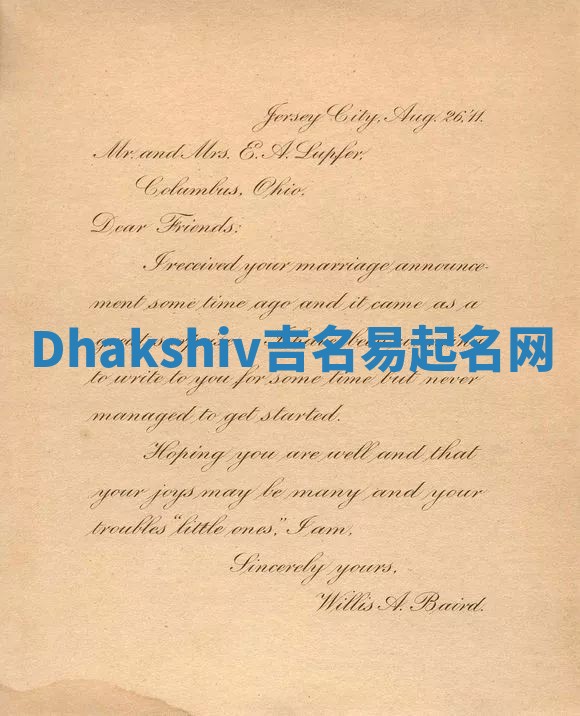 Jersey City, Aug. 26,'11.
Mr. and Mrs. E. A. Lupfer,
Columbus, Ohio.
Dear Friends:
I received your marriage announce-
ment some time ago and it came as a
Dhakshiv吉名易起名网
to write to you for some time but never
managed to get started.
Hoping you are well and that
your joys may be many and your
troubles "little ones," I am,
Sincerely yours,
Willis A. Baird.